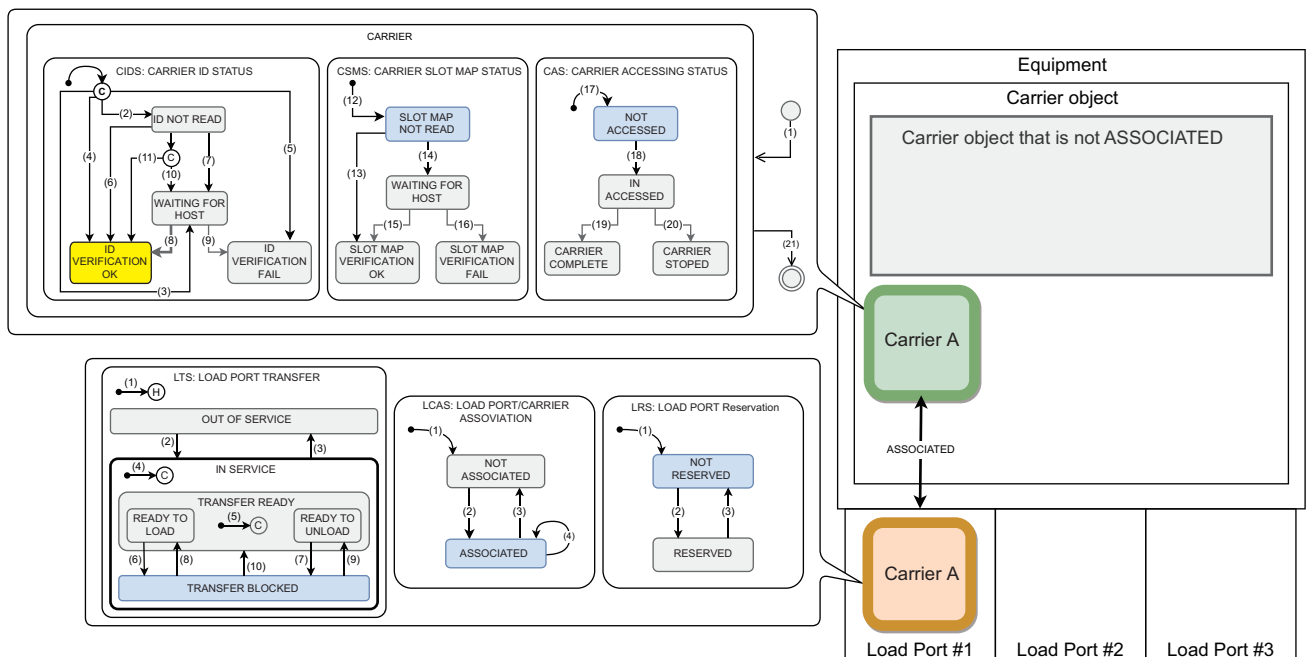 CARRIER
CIDS: CARRIER ID STATUS
C
(2)
ID NOT READ
(4)
(11)
C
(7)
(5)
(6)
(10)
WAITING FOR
HOST
(8)
(9)
ID
VERIFICATION
OK
ID
VERIFICATION
FAIL
(3)
CSMS: CARRIER SLOT MAP STATUS
(12)
SLOT MAP
NOT READ
(14)
(13)
WAITING FOR
HOST
(15)
(16)
SLOT MAP
VERIFICATION
OK
SLOT MAP
VERIFICATION
FAIL
CAS: CARRIER ACCESSING STATUS
(17)
NOT
ACCESSED
(18)
IN
ACCESSED
(19)
(20)
CARRIER
COMPLETE
CARRIER
STOPED
(1)
(21)
Equipment
Carrier object
Carrier object that is not ASSOCIATED
Carrier A
ASSOCIATED
Carrier A
Load Port #1
Load Port #2
Load Port #3
LTS: LOAD PORT TRANSFER
(1)
H
OUT OF SERVICE
(2)
(3)
IN SERVICE
(4)
C
TRANSFER READY
READY TO
LOAD
(5)
C
READY TO
UNLOAD
(6)
(8)
(10)
(7)
(9)
TRANSFER BLOCKED
LCAS: LOAD PORT/CARRIER
ASSOVIATION
(1)
NOT
ASSOCIATED
(2)
(3)
(4)
ASSOCIATED
LRS: LOAD PORT Reservation
(1)
NOT
RESERVED
(2)
(3)
RESERVED